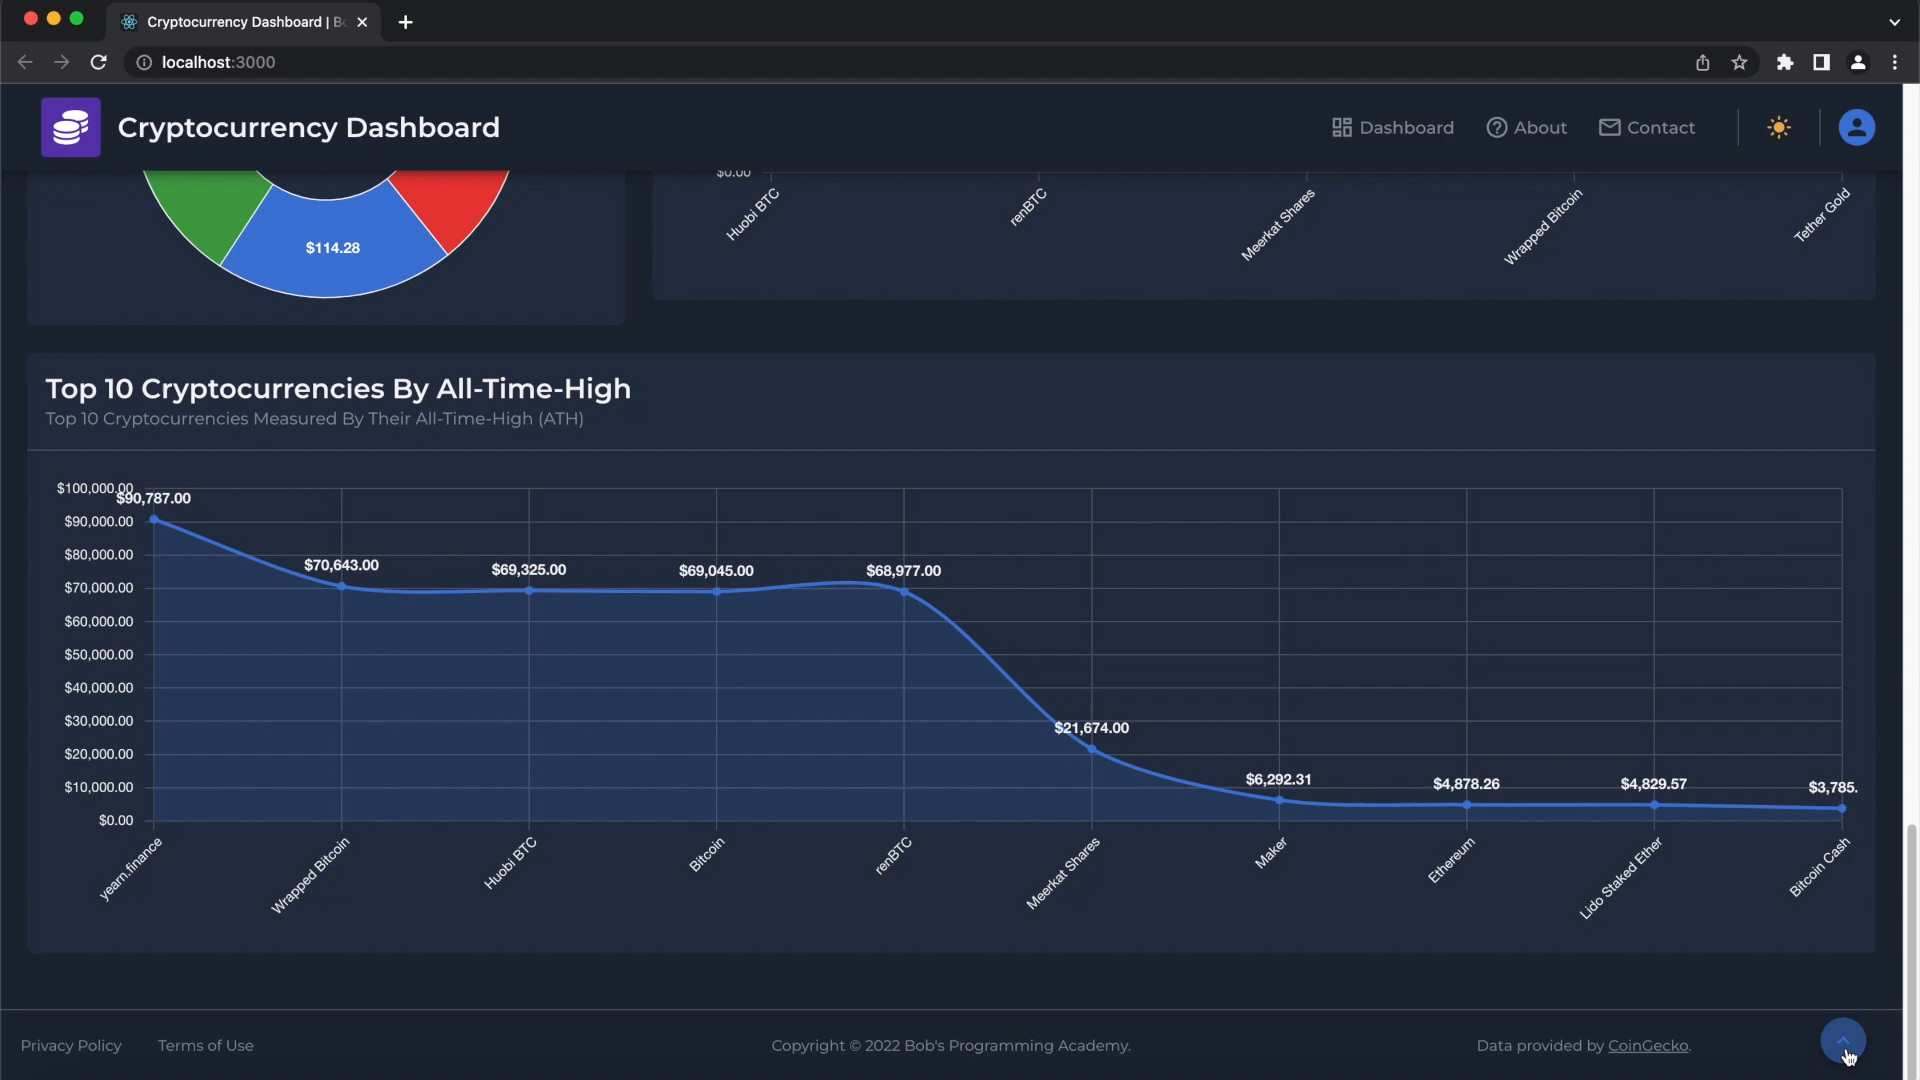 Cryptocurrency Dashboard | Bo
localhost:3000
Cryptocurrency Dashboard
Dashboard
About
Contact
$114.28
$0.00
Huobi BTC
renBTC
Meerkat Shares
Wrapped Bitcoin
Tether Gold
Top 10 Cryptocurrencies By All-Time-High
Top 10 Cryptocurrencies Measured By Their All-Time-High (ATH)
$100,000.00
$90,000.00
$80,000.00
$70,000.00
$60,000.00
$50,000.00
$40,000.00
$30,000.00
$20,000.00
$10,000.00
$0.00
$90,787.00
$70,643.00
$69,325.00
$69,045.00
$68,977.00
$21,674.00
$6,292.31
$4,878.26
$4,829.57
$3,785.
yearn.finance
Wrapped Bitcoin
Huobi BTC
Bitcoin
renBTC
Meerkat Shares
Maker
Ethereum
Lido Staked Ether
Bitcoin Cash
Privacy Policy
Terms of Use
Copyright © 2022 Bob's Programming Academy.
Data provided by CoinGecko.